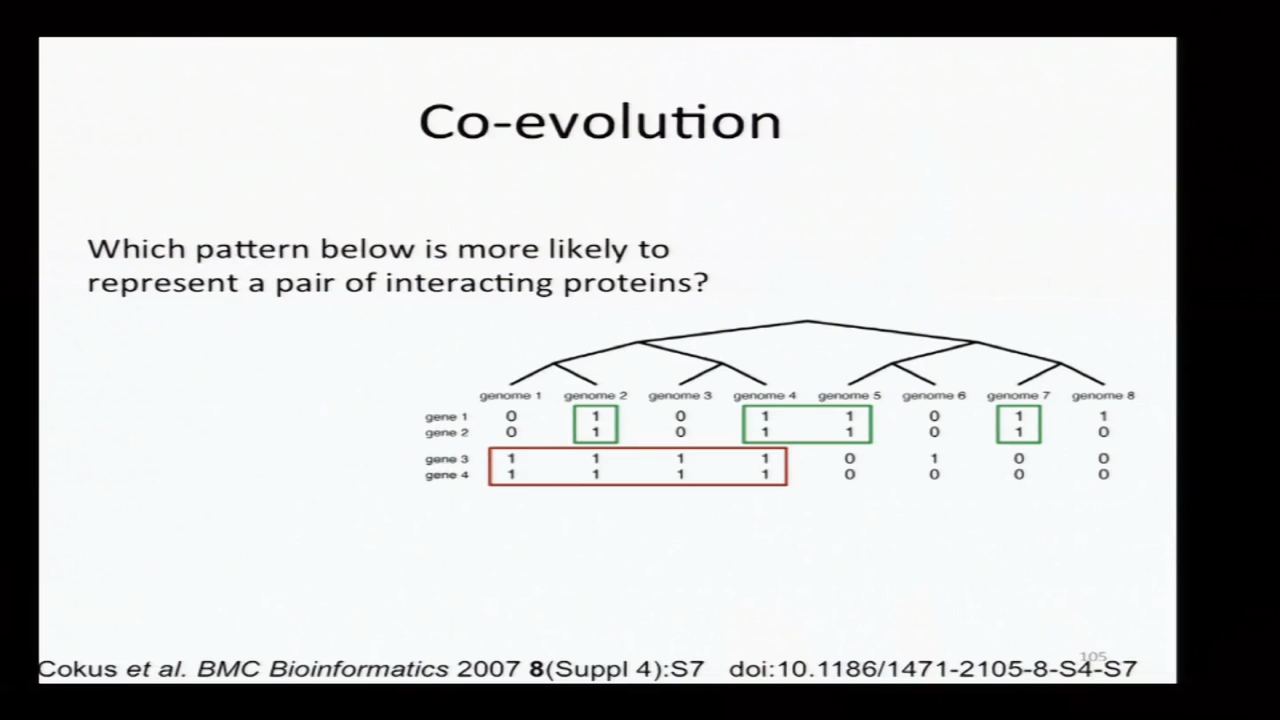 Co-evolution
Which pattern below is more likely to
represent a pair of interacting proteins?
genome 1 genome 2 genome 3 genome 4 genome 5 genome 6 genome 7 genome 8
gene 1 0 1 0 1 1 0 1 1
gene 2 0 1 0 1 1 0 1 0
gene 3 1 1 1 1 0 1 0 0
gene 4 1 1 1 1 0 0 0 0
105
Cokus et al. BMC Bioinformatics 2007 8(Suppl 4):S7 doi:10.1186/1471-2105-8-S4-S7